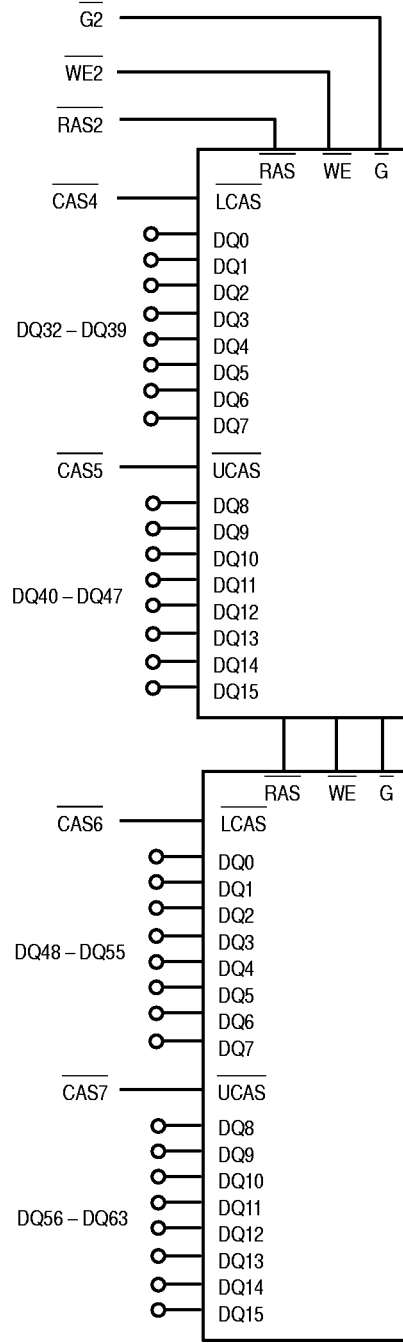 G2
WE2
RAS2
RAS WE G
CAS4 LCAS
DQ0
DQ1
DQ2
DQ3
DQ32 – DQ39
DQ4
DQ5
DQ6
DQ7
CAS5 UCAS
DQ8
DQ9
DQ10
DQ11
DQ40 – DQ47
DQ12
DQ13
DQ14
DQ15
RAS WE G
CAS6 LCAS
DQ0
DQ1
DQ2
DQ3
DQ48 – DQ55
DQ4
DQ5
DQ6
DQ7
CAS7 UCAS
DQ8
DQ9
DQ10
DQ11
DQ56 – DQ63
DQ12
DQ13
DQ14
DQ15